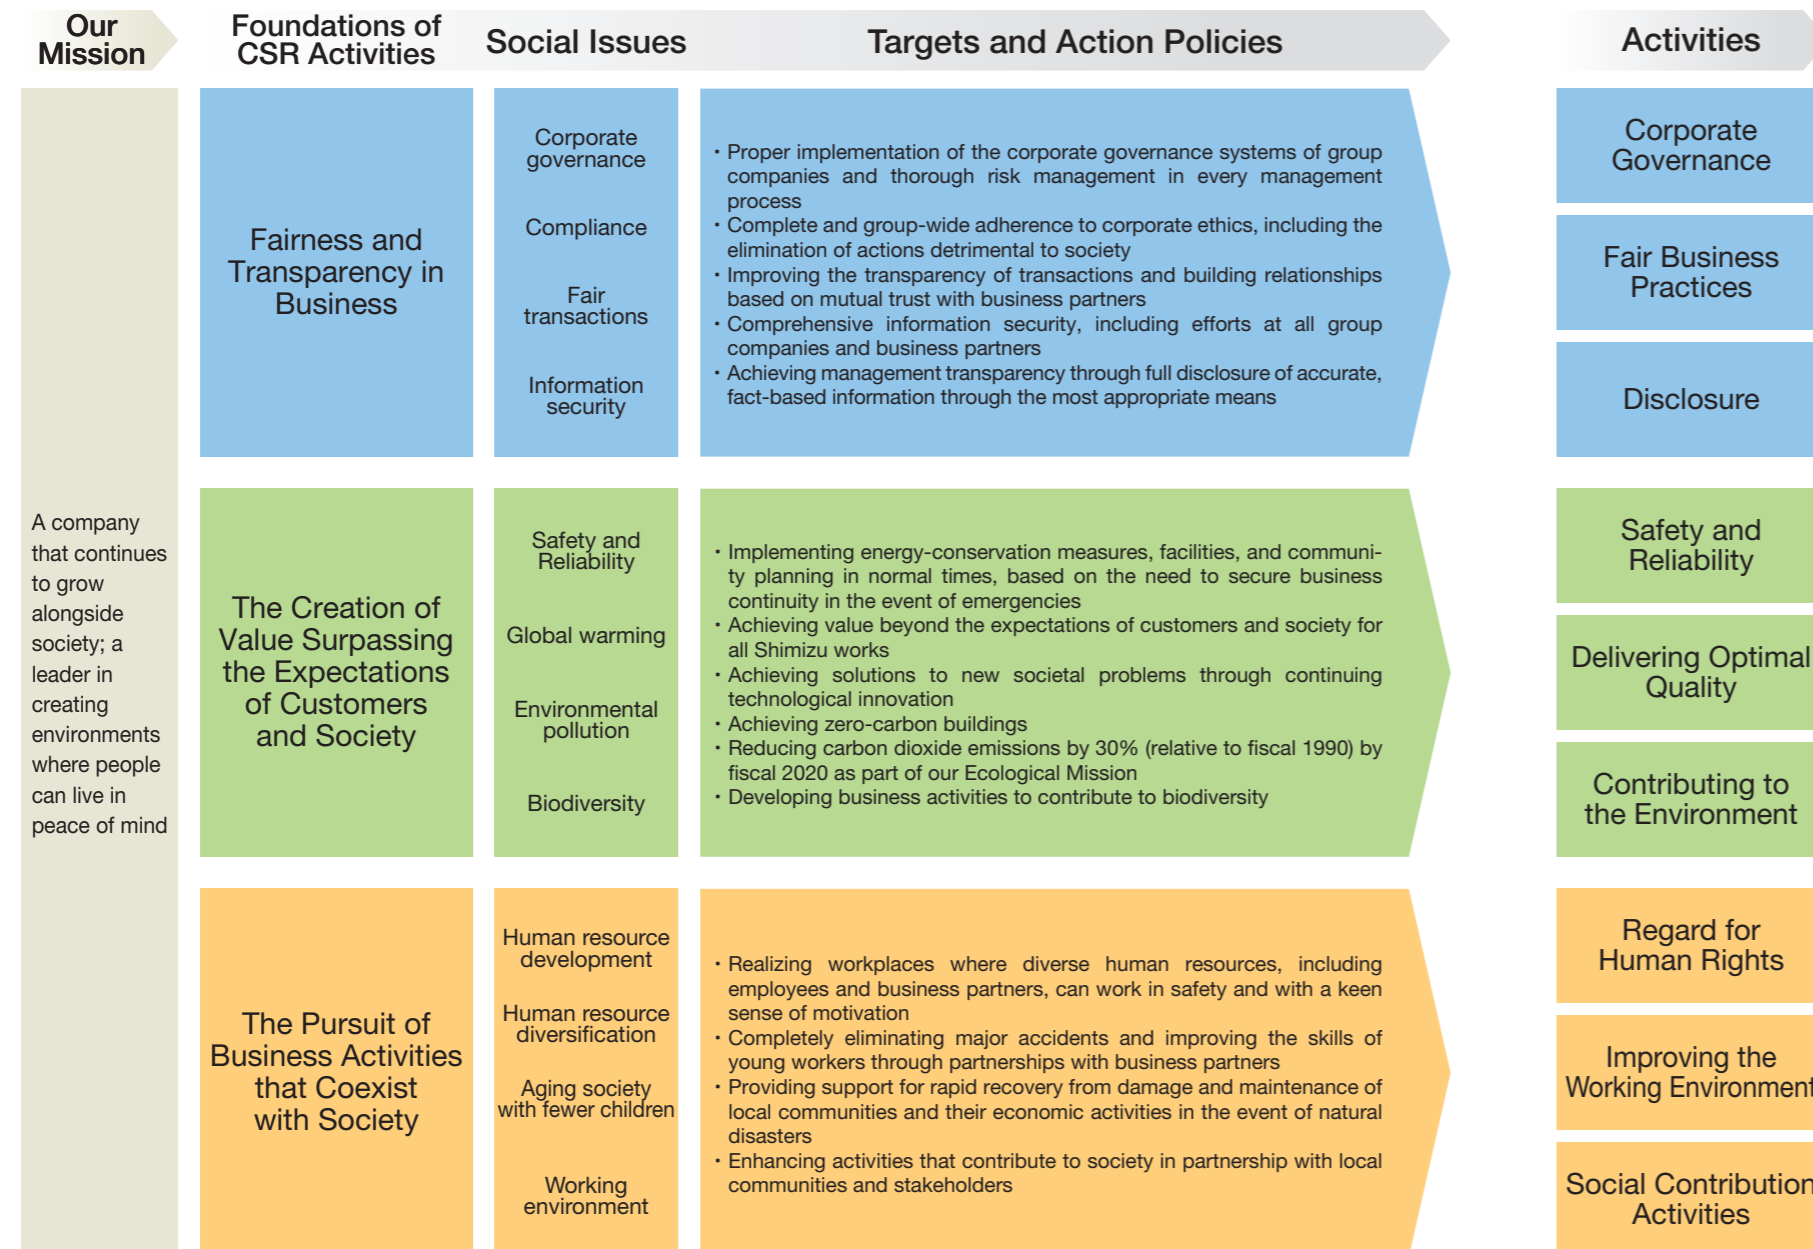 Our
Mission
Foundations of
CSR Activities
Social Issues
Targets and Action Policies
Activities
A company
that continues
to grow
alongside
society; a
leader in
creating
environments
where people
can live in
peace of mind
Fairness and
Transparency in
Business
Corporate
governance
Compliance
Fair
transactions
Information
security
・Proper implementation of the corporate governance systems of group
companies and thorough risk management in every management
process
・Complete and group-wide adherence to corporate ethics, including the
elimination of actions detrimental to society
・Improving the transparency of transactions and building relationships
based on mutual trust with business partners
・Comprehensive information security, including efforts at all group
companies and business partners
・Achieving management transparency through full disclosure of accurate,
fact-based information through the most appropriate means
Corporate
Governance
Fair Business
Practices
Disclosure
The Creation of
Value Surpassing
the Expectations
of Customers
and Society
Safety and
Reliability
Global warming
Environmental
pollution
Biodiversity
・Implementing energy-conservation measures, facilities, and communi-
ty planning in normal times, based on the need to secure business
continuity in the event of emergencies
・Achieving value beyond the expectations of customers and society for
all Shimizu works
・Achieving solutions to new societal problems through continuing
technological innovation
・Achieving zero-carbon buildings
・Reducing carbon dioxide emissions by 30% (relative to fiscal 1990) by
fiscal 2020 as part of our Ecological Mission
・Developing business activities to contribute to biodiversity
Safety and
Reliability
Delivering Optimal
Quality
Contributing to
the Environment
The Pursuit of
Business Activities
that Coexist
with Society
Human resource
development
Human resource
diversification
Aging society
with fewer children
Working
environment
・Realizing workplaces where diverse human resources, including
employees and business partners, can work in safety and with a keen
sense of motivation
・Completely eliminating major accidents and improving the skills of
young workers through partnerships with business partners
・Providing support for rapid recovery from damage and maintenance of
local communities and their economic activities in the event of natural
disasters
・Enhancing activities that contribute to society in partnership with local
communities and stakeholders
Regard for
Human Rights
Improving the
Working Environment
Social Contribution
Activities